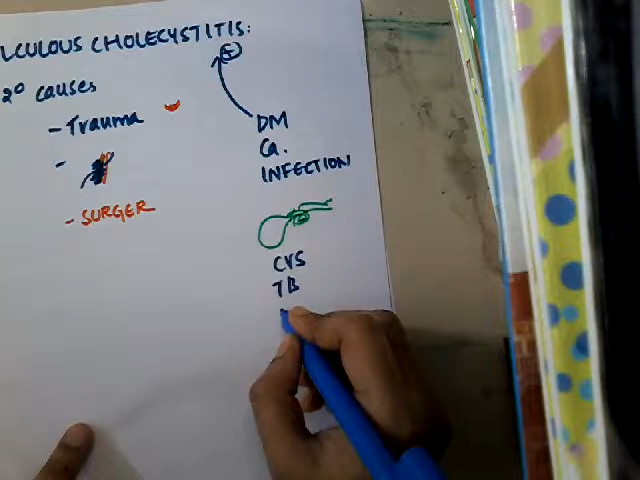 LCULOUS CHOLECYSTITIS:
2° causes
- Trauma
- SURGER
DM
Ca.
INFECTION
CVS
TB